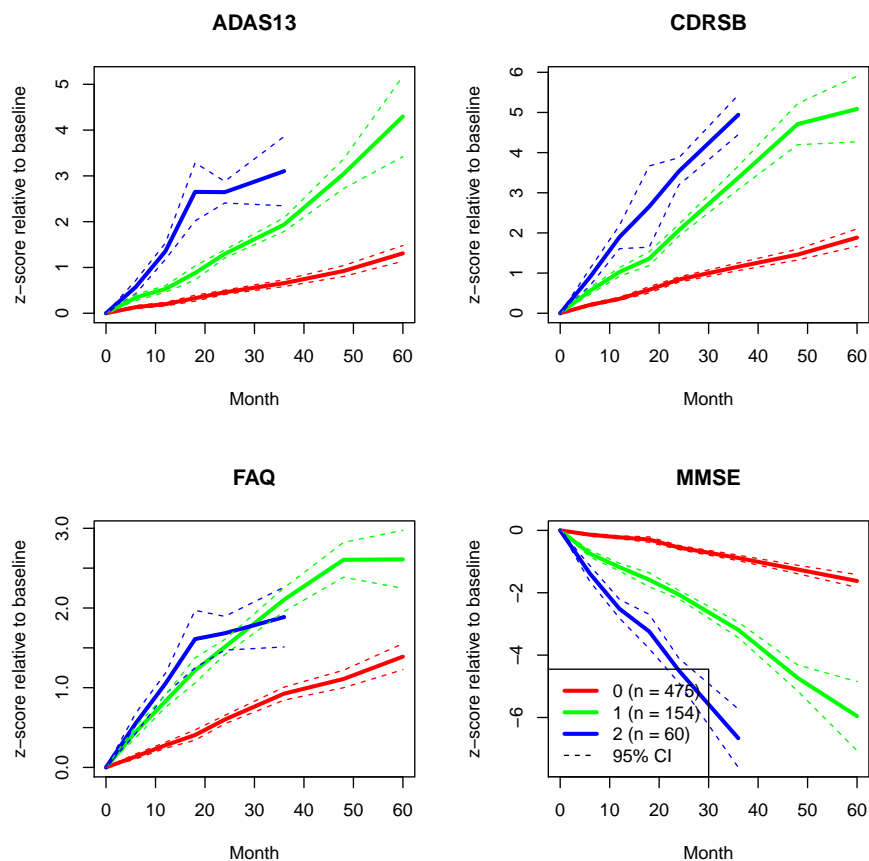 ADAS13
z−score relative to baseline
0 1 2 3 4 5
0 10 20 30 40 50 60
Month
CDRSB
z−score relative to baseline
0 1 2 3 4 5 6
0 10 20 30 40 50 60
Month
FAQ
z−score relative to baseline
0.0 1.0 2.0 3.0
0 10 20 30 40 50 60
Month
MMSE
z−score relative to baseline
−6 −4 −2 0
0 (n = 475)
1 (n = 154)
2 (n = 60)
95% CI
0 10 20 30 40 50 60
Month